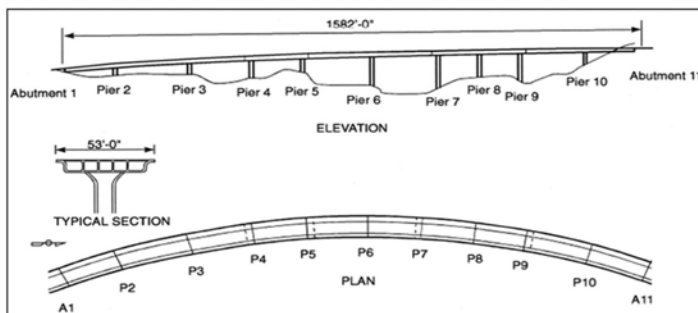 1582'-0"
Abutment 1
Pier 2
Pier 3
Pier 4
Pier 5
Pier 6
Pier 7
Pier 8
Pier 9
Pier 10
Abutment 11
ELEVATION
53'-0"
TYPICAL SECTION
A1
P2
P3
P4
P5
P6
P7
P8
P9
P10
A11
PLAN